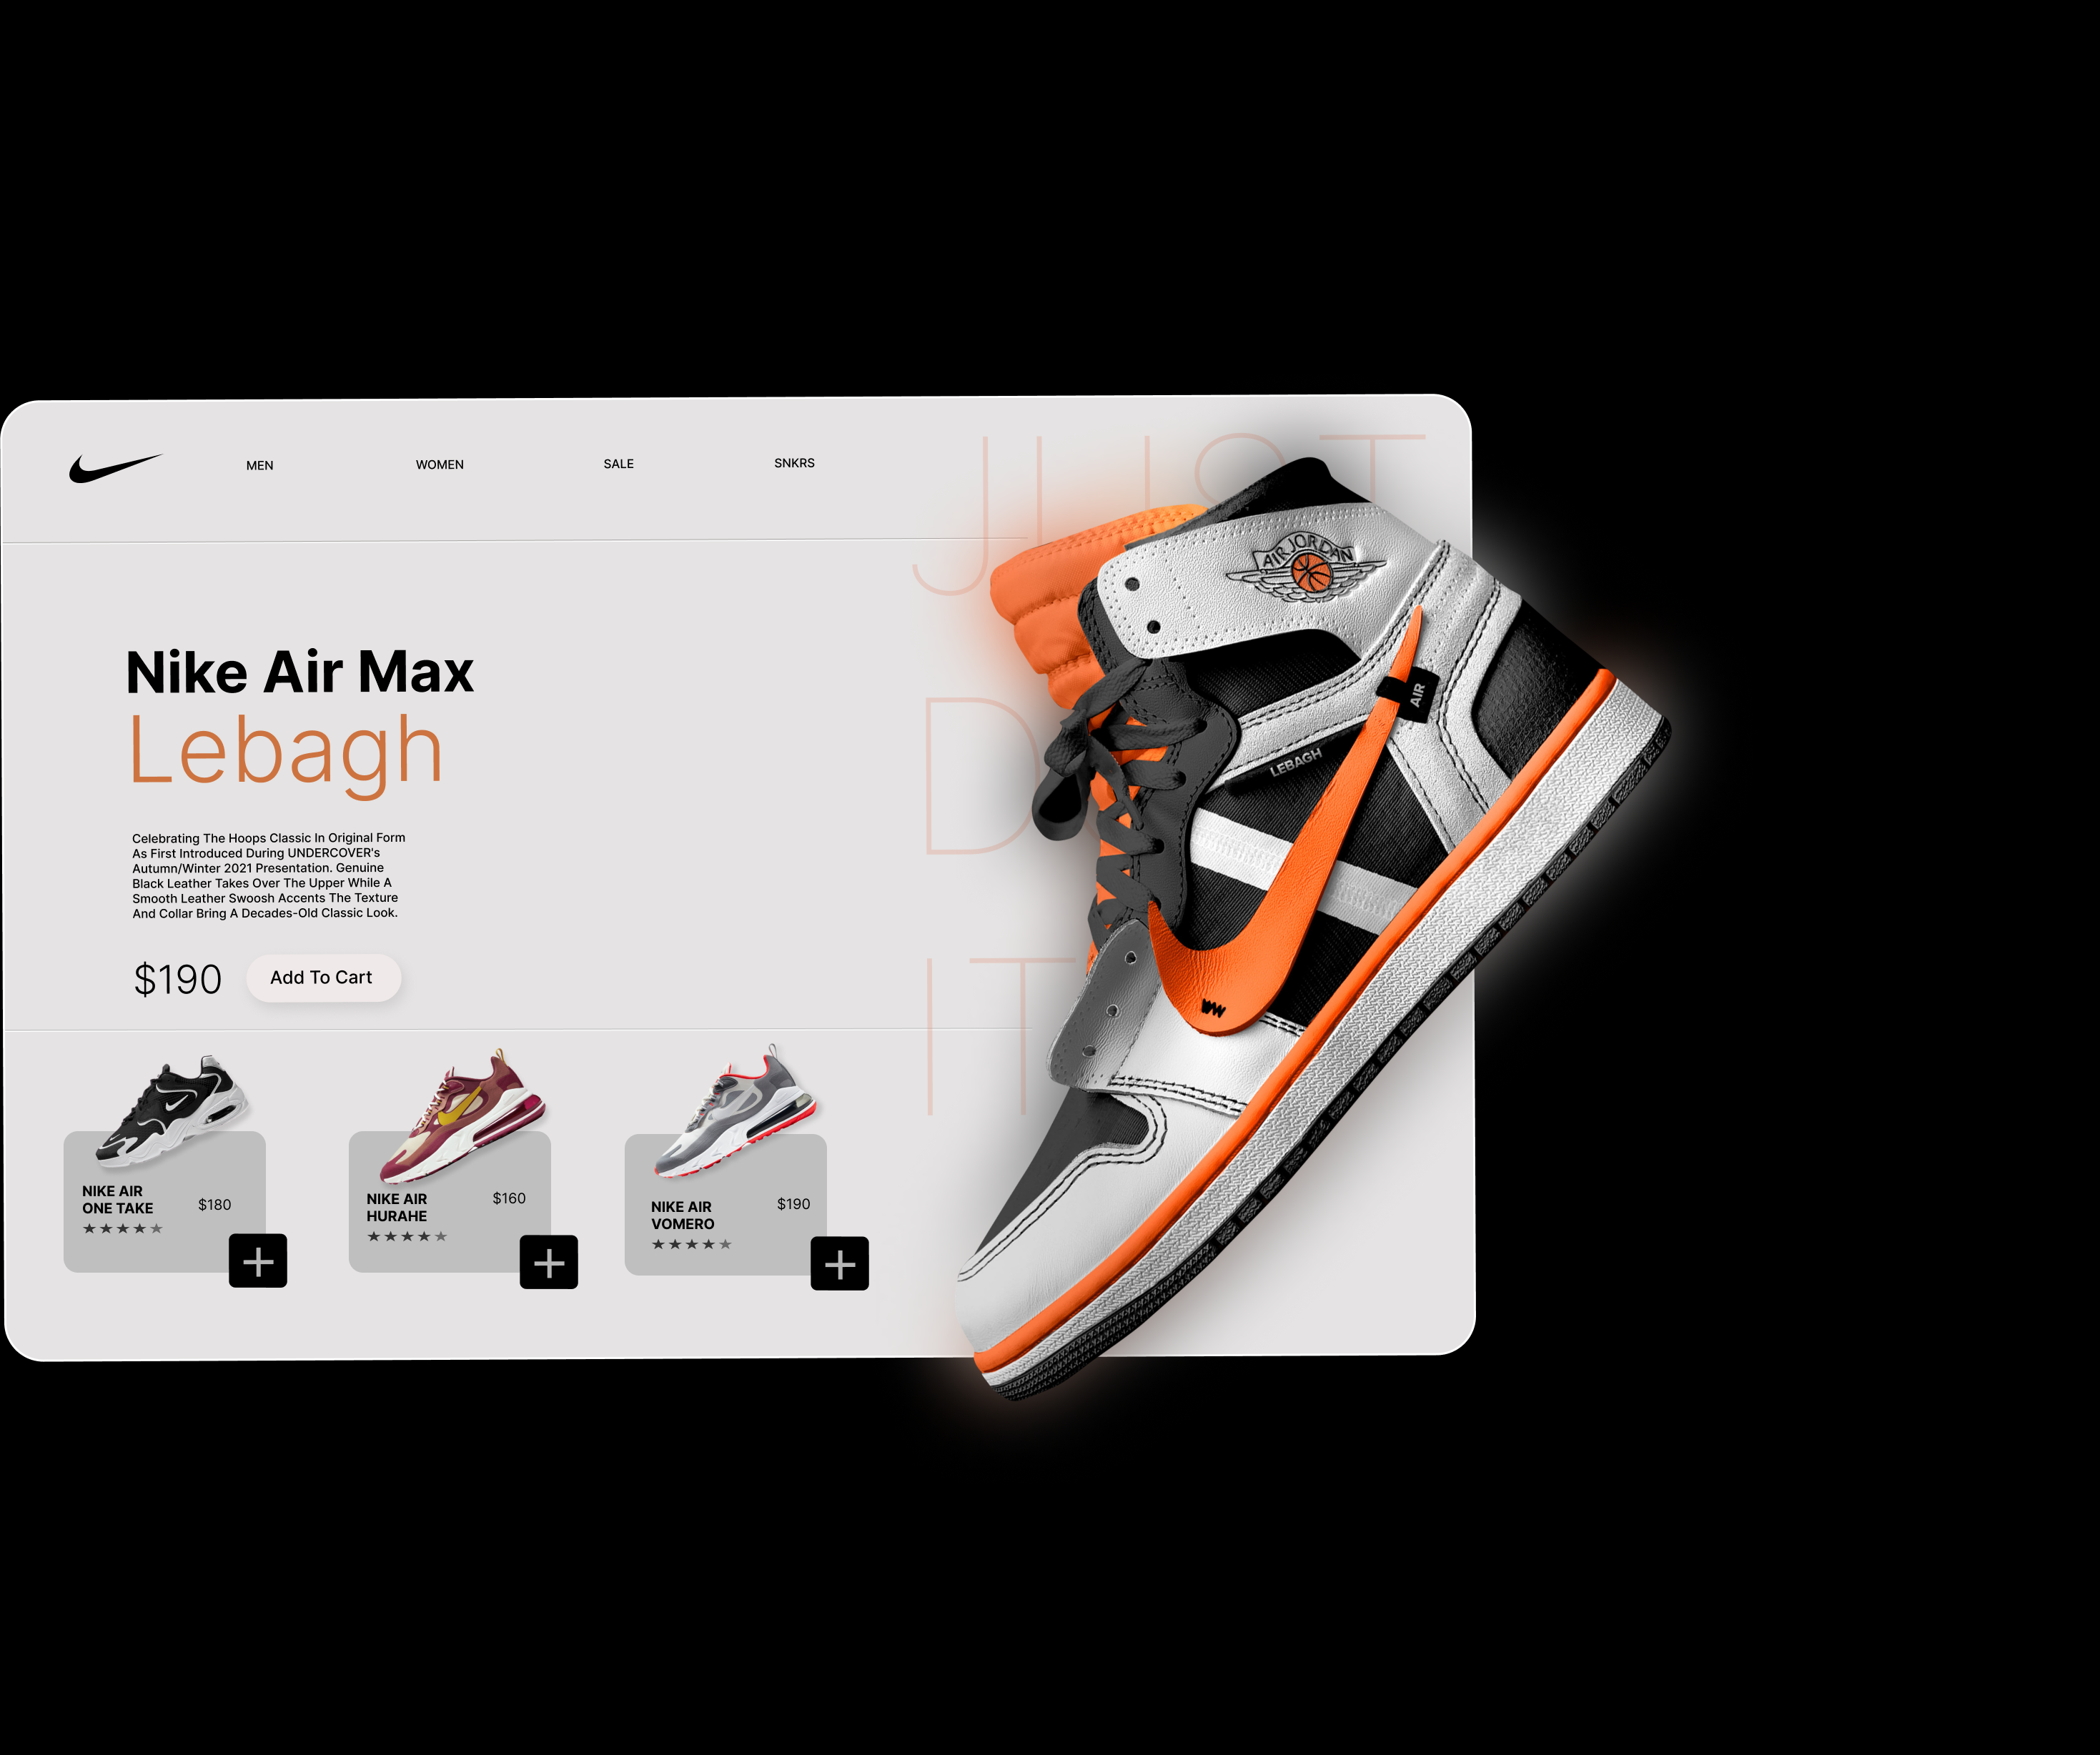 MEN
WOMEN
SALE
SNKRS
JUST
DO
IT
AIR JORDAN
AIR
LEBAGH
Nike Air Max
Lebagh
Celebrating The Hoops Classic In Original Form
As First Introduced During UNDERCOVER's
Autumn/Winter 2021 Presentation. Genuine
Black Leather Takes Over The Upper While A
Smooth Leather Swoosh Accents The Texture
And Collar Bring A Decades-Old Classic Look.
$190
Add To Cart
NIKE AIR
ONE TAKE
$180
NIKE AIR
HURAHE
$160
NIKE AIR
VOMERO
$190